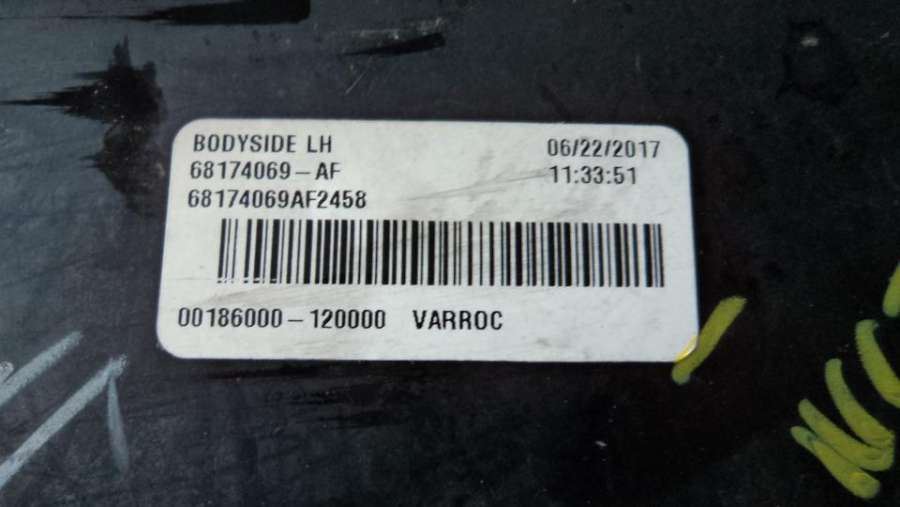 BODYSIDE LH 06/22/2017
68174069-AF 11:33:51
68174069AF2458
00186000-120000 VARROC